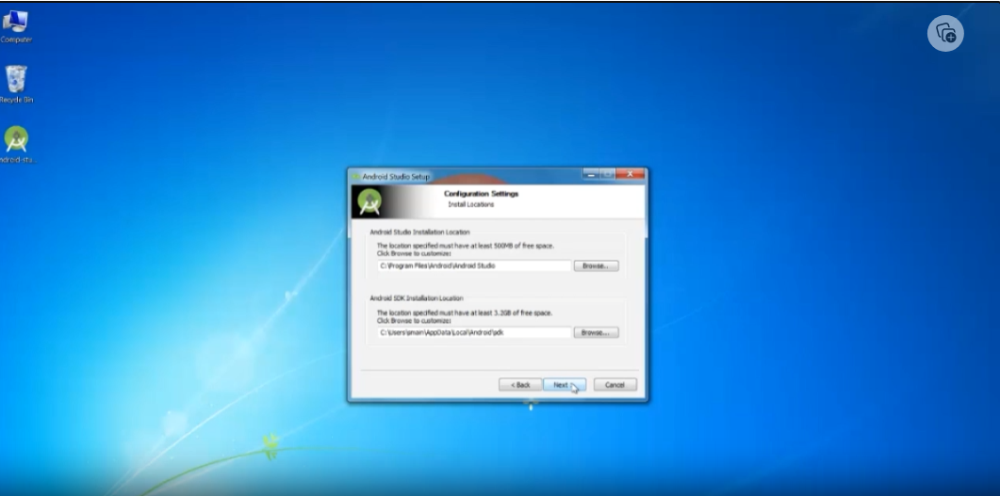 Computer
Recycle Bin
ndroid-stu...
Android Studio Setup
Configuration Settings
Install Locations
Android Studio Installation Location
The location specified must have at least 500MB of free space.
Click Browse to customize:
C:\Program Files\Android\Android Studio
Browse...
Android SDK Installation Location
The location specified must have at least 3.2GB of free space.
Click Browse to customize:
C:\Users\smam\AppData\Local\Android\sdk
Browse...
< Back
Next >
Cancel